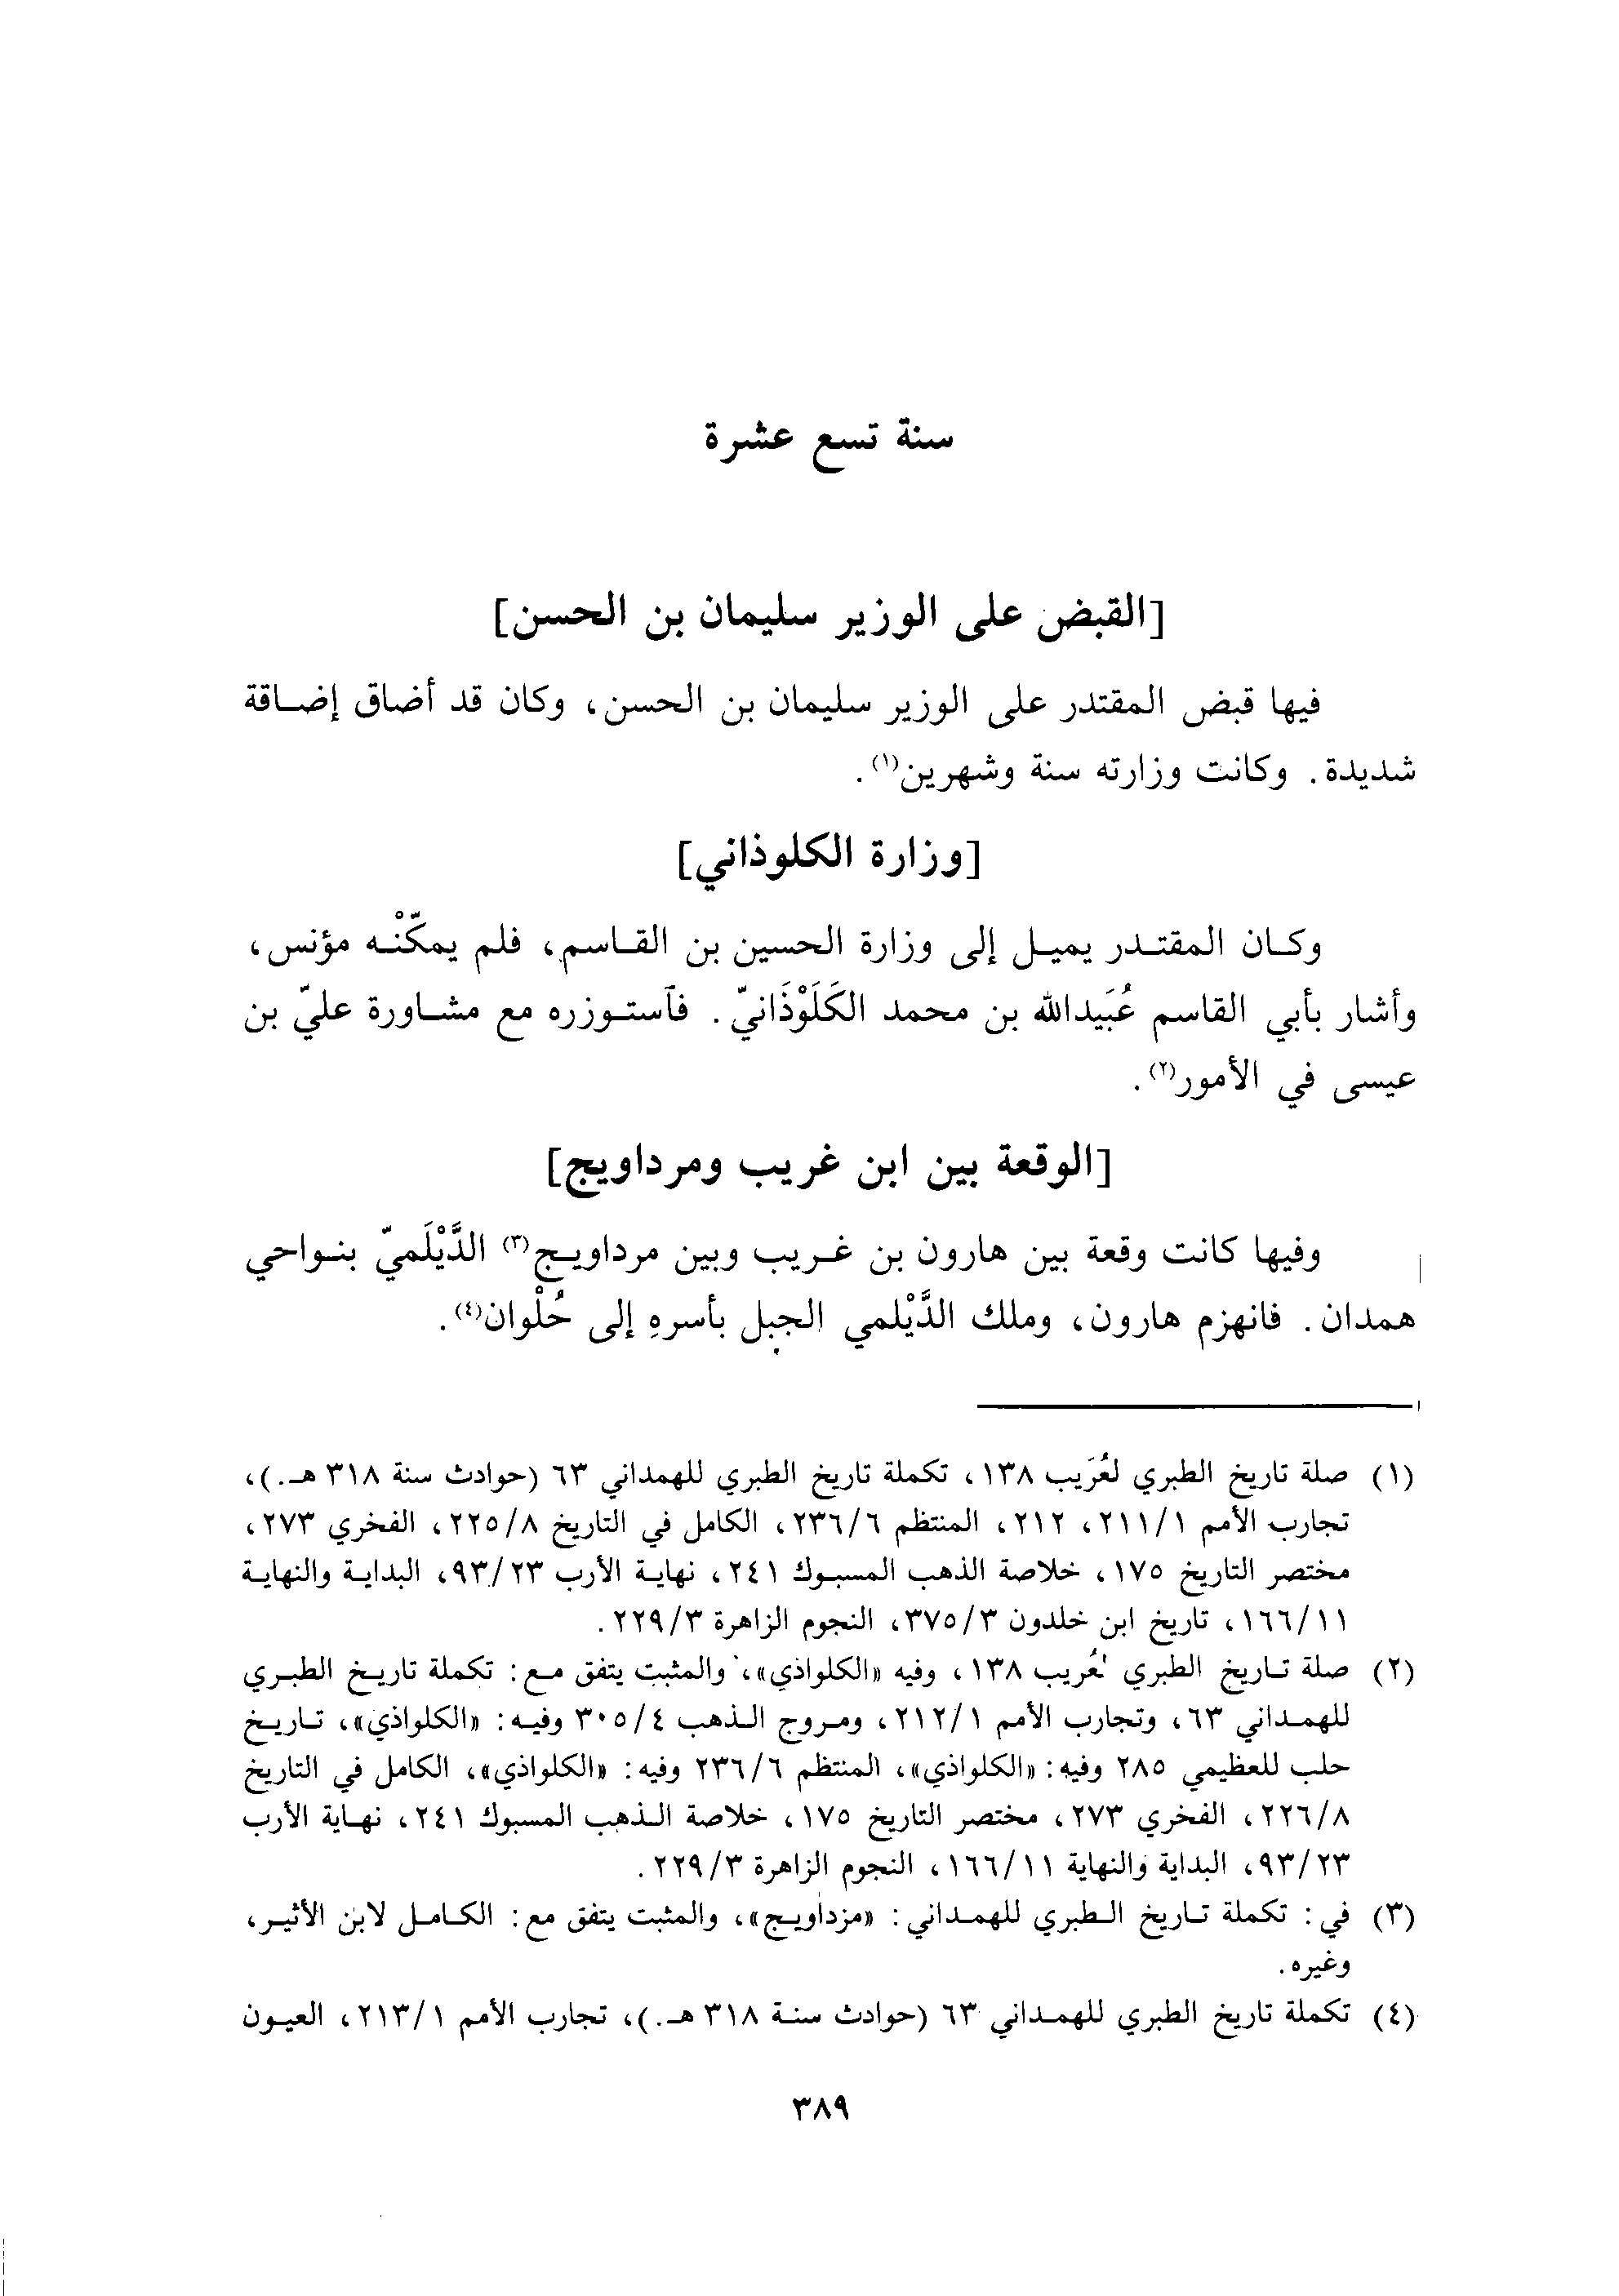 سنة تسع عشرة
[القبض على الوزير سليمان بن الحسن]
فيها قبض المقتدر على الوزير سليمان بن الحسن، وكان قد أضاق إضاقة
شديدة. وكانت وزارته سنة وشهرين(١).
[وزارة الكلوذاني]
وكان المقتدر يميل إلى وزارة الحسين بن القاسم، فلم يمكّنْه مؤنس،
وأشار بأبي القاسم عُبَيدالله بن محمد الكَلَوْذَانيّ. فاستوزره مع مشاورة عليّ بن
عيسى في الأمور(٢).
[الوقعة بين ابن غريب ومرداويج]
وفيها كانت وقعة بين هارون بن غريب وبين مرداويج(٣) الدَّيْلَميّ بنواحي
همدان. فانهزم هارون، وملك الدَّيْلمي الجبل بأسرهِ إلى حُلْوان(٤).
(١) صلة تاريخ الطبري لعُرَيب ١٣٨، تكملة تاريخ الطبري للهمداني ٦٣ (حوادث سنة ٣١٨ هـ.)،
تجارب الأمم ٢١١/١، ٢١٢، المنتظم ٢٣٦/٦، الكامل في التاريخ ٢٢٥/٨، الفخري ٢٧٣،
مختصر التاريخ ١٧٥، خلاصة الذهب المسبوك ٢٤١، نهاية الأرب ٩٣/٢٣، البداية والنهاية
١٦٦/١١، تاريخ ابن خلدون ٣٧٥/٣، النجوم الزاهرة ٢٢٩/٣.
(٢) صلة تاريخ الطبري لعُريب ١٣٨، وفيه «الكلواذي»، والمثبت يتفق مع: تكملة تاريخ الطبري
للهمداني ٦٣، وتجارب الأمم ٢١٢/١، ومروج الذهب ٣٠٥/٤ وفيه: «الكلواذي»، تاريخ
حلب للعظيمي ٢٨٥ وفيه: «الكلواذي»، المنتظم ٢٣٦/٦ وفيه: «الكلواذي»، الكامل في التاريخ
٢٢٦/٨، الفخري ٢٧٣، مختصر التاريخ ١٧٥، خلاصة الذهب المسبوك ٢٤١، نهاية الأرب
٩٣/٢٣، البداية والنهاية ١٦٦/١١، النجوم الزاهرة ٢٢٩/٣.
(٣) في: تكملة تاريخ الطبري للهمداني: «مزداويج»، والمثبت يتفق مع: الكامل لابن الأثير،
وغيره.
(٤) تكملة تاريخ الطبري للهمداني ٦٣ (حوادث سنة ٣١٨ هـ.)، تجارب الأمم ٢١٣/١، العيون
٣٨٩